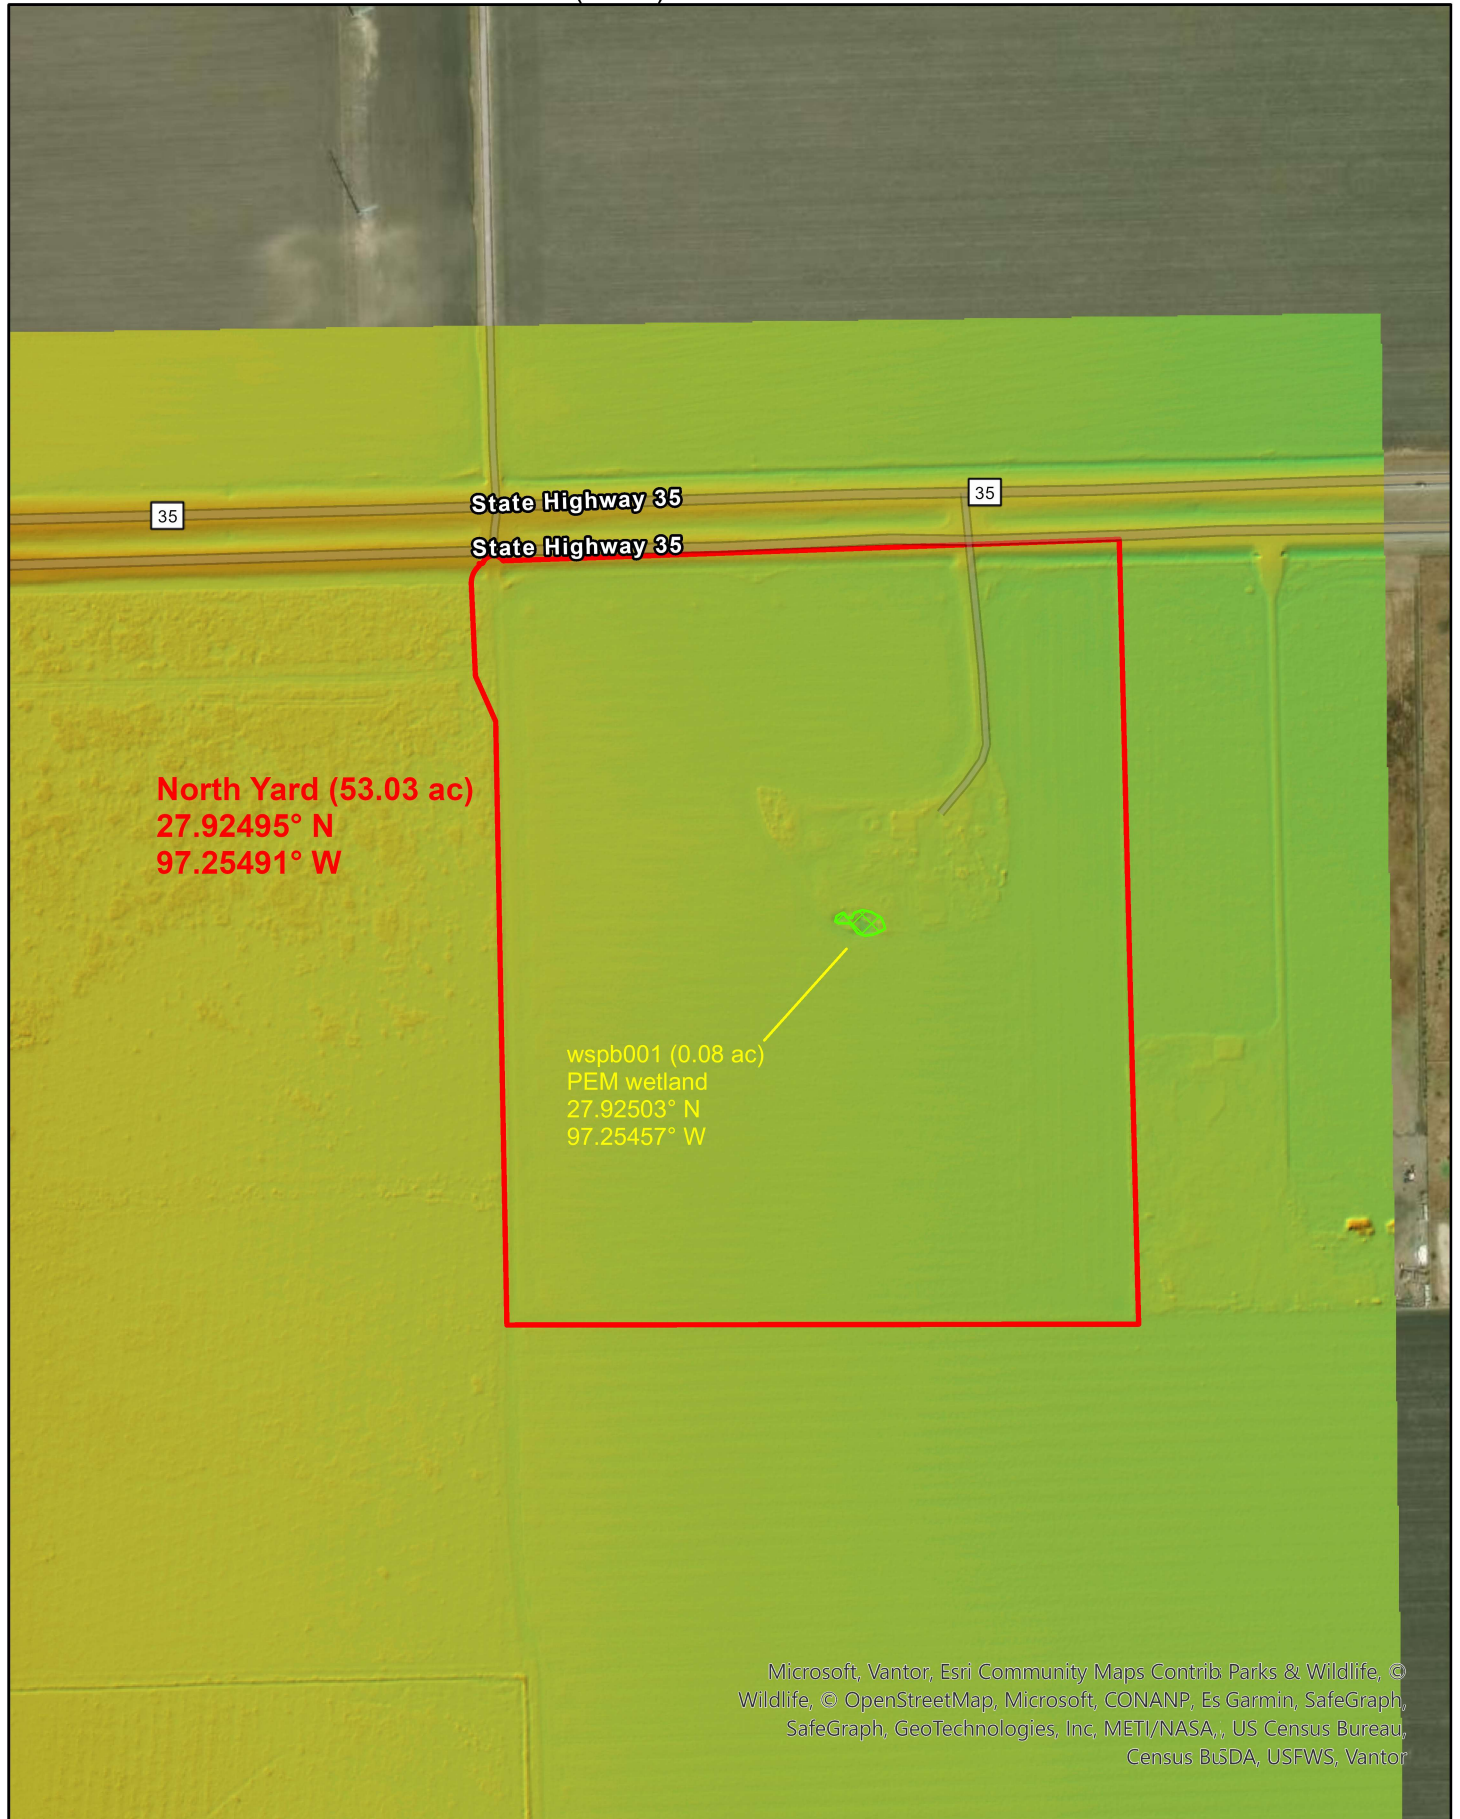 35
State Highway 35
35
State Highway 35
North Yard (53.03 ac)
27.92495° N
97.25491° W
wspb001 (0.08 ac)
PEM wetland
27.92503° N
97.25457° W
Microsoft, Vantor, Esri Community Maps Contrib Parks & Wildlife, ©
Wildlife, © OpenStreetMap, Microsoft, CONANP, Es Garmin, SafeGraph,
SafeGraph, GeoTechnologies, Inc, METI/NASA, , US Census Bureau,
Census DA, USFWS, Vantor